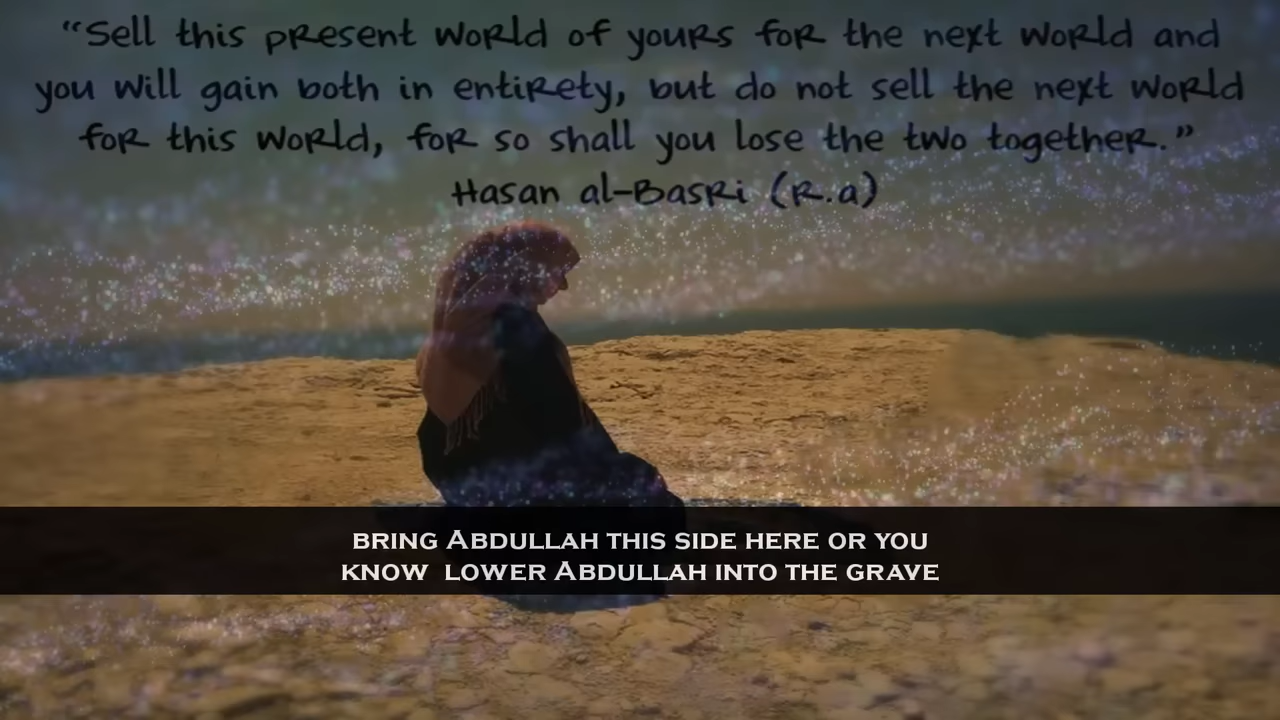 “Sell this present world of yours for the next world and
you will gain both in entirety, but do not sell the next world
for this world, for so shall you lose the two together.”
Hasan al-Basri (R.a)
BRING ABDULLAH THIS SIDE HERE OR YOU
KNOW LOWER ABDULLAH INTO THE GRAVE